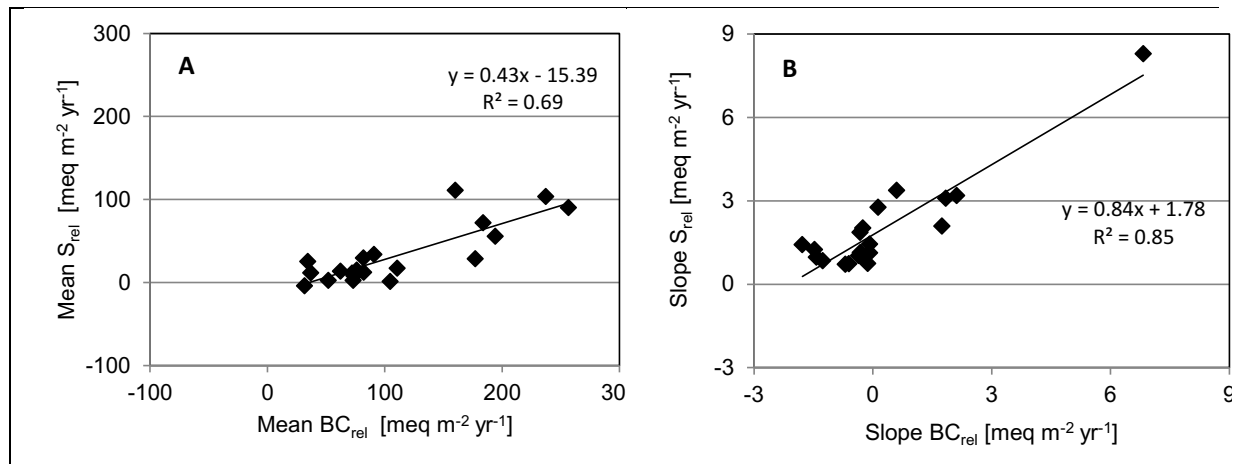 A
y = 0.43x - 15.39
R² = 0.69
300
200
100
0
-100
-100
0
100
200
30
Mean S_rel [meq m⁻² yr⁻¹]
Mean BC_rel [meq m⁻² yr⁻¹]
B
y = 0.84x + 1.78
R² = 0.85
9
6
3
0
-3
-3
0
3
6
9
Slope S_rel [meq m⁻² yr⁻¹]
Slope BC_rel [meq m⁻² yr⁻¹]